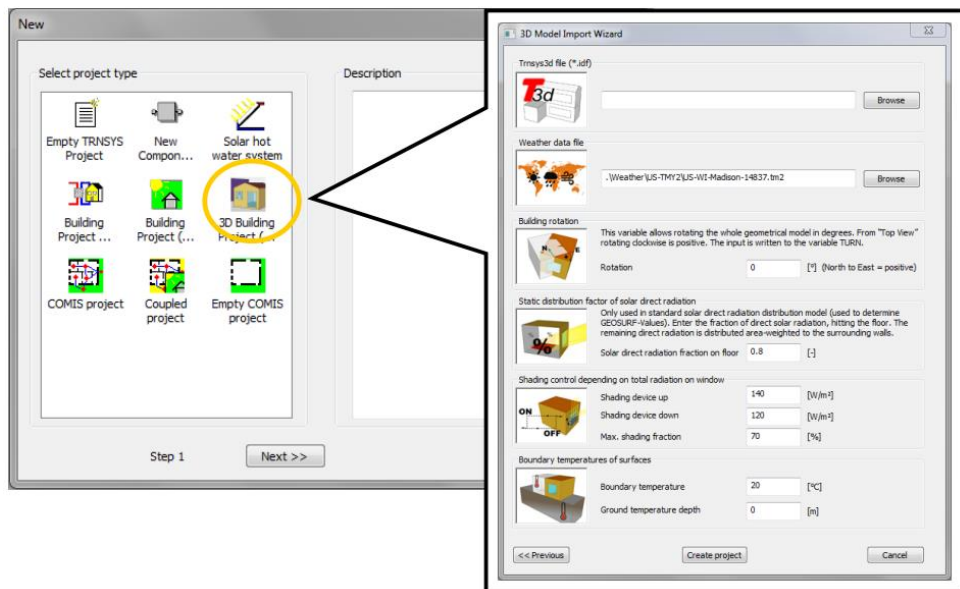 New
Select project type
Description
Empty TRNSYS
Project
New
Compon...
Solar hot
water system
Building
Project ...
Building
Project (...
3D Building
Project (...
COMIS project
Coupled
project
Empty COMIS
project
Step 1
Next >>
3D Model Import Wizard
Trnsys3d file (*.idf)
T3d
Browse
Weather data file
.\Weather\US-TMY2\US-WI-Madison-14837.tm2
Browse
Building rotation
This variable allows rotating the whole geometrical model in degrees. From "Top View"
rotating clockwise is positive. The input is written to the variable TURN.
N E
Rotation 0 [°] (North to East = positive)
Static distribution factor of solar direct radiation
Only used in standard solar direct radiation distribution model (used to determine
GEOSURF-Values). Enter the fraction of direct solar radiation, hitting the floor. The
remaining direct radiation is distributed area-weighted to the surrounding walls.
%
Solar direct radiation fraction on floor 0.8 [-]
Shading control depending on total radiation on window
ON
OFF
Shading device up 140 [W/m²]
Shading device down 120 [W/m²]
Max. shading fraction 70 [%]
Boundary temperatures of surfaces
Boundary temperature 20 [°C]
Ground temperature depth 0 [m]
<< Previous
Create project
Cancel